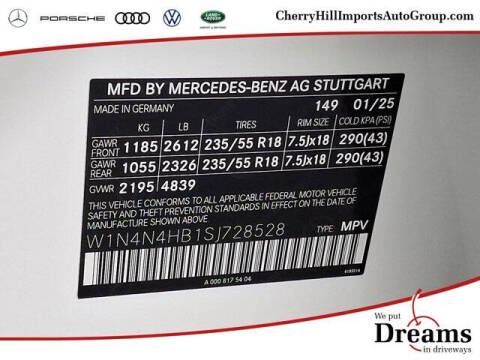 PORSCHE
CherryHillImportsAutoGroup.com
MFD BY MERCEDES-BENZ AG STUTTGART
MADE IN GERMANY 149 01/25
KG LB TIRES RIM SIZE COLD KPA (PSI)
GAWR FRONT 1185 2612 235/55 R18 7.5Jx18 290(43)
GAWR REAR 1055 2326 235/55 R18 7.5Jx18 290(43)
GVWR 2195 4839
THIS VEHICLE CONFORMS TO ALL APPLICABLE FEDERAL MOTOR VEHICLE
SAFETY AND THEFT PREVENTION STANDARDS IN EFFECT ON THE DATE OF
MANUFACTURE SHOWN ABOVE.
W1N4N4HB1SJ728528 TYPE: MPV
A 000 817 54 04
We put
Dreams
in driveways